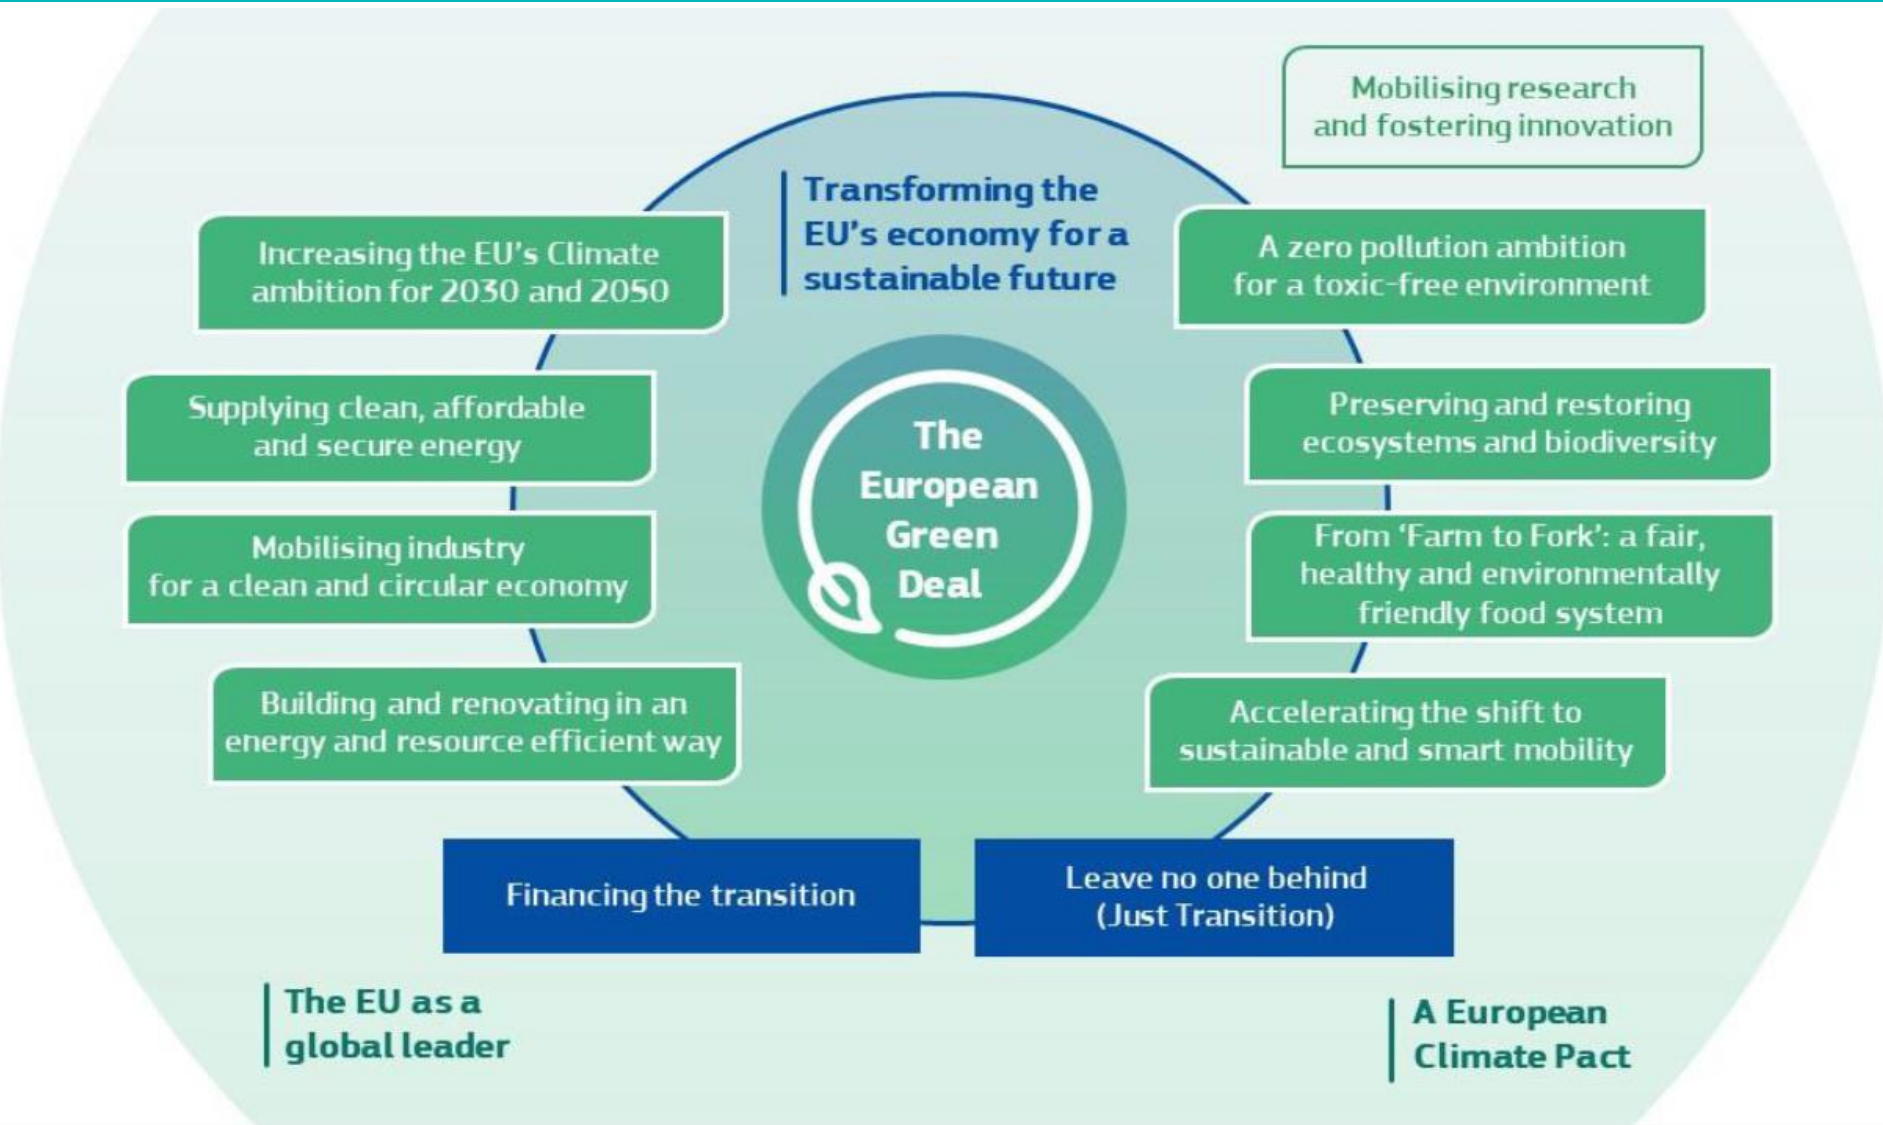 Mobilising research
and fostering innovation
Transforming the
EU's economy for a
sustainable future
Increasing the EU's Climate
ambition for 2030 and 2050
A zero pollution ambition
for a toxic-free environment
Supplying clean, affordable
and secure energy
Preserving and restoring
ecosystems and biodiversity
The
European
Green
Deal
Mobilising industry
for a clean and circular economy
From ‘Farm to Fork’: a fair,
healthy and environmentally
friendly food system
Building and renovating in an
energy and resource efficient way
Accelerating the shift to
sustainable and smart mobility
Financing the transition
Leave no one behind
(Just Transition)
The EU as a
global leader
A European
Climate Pact